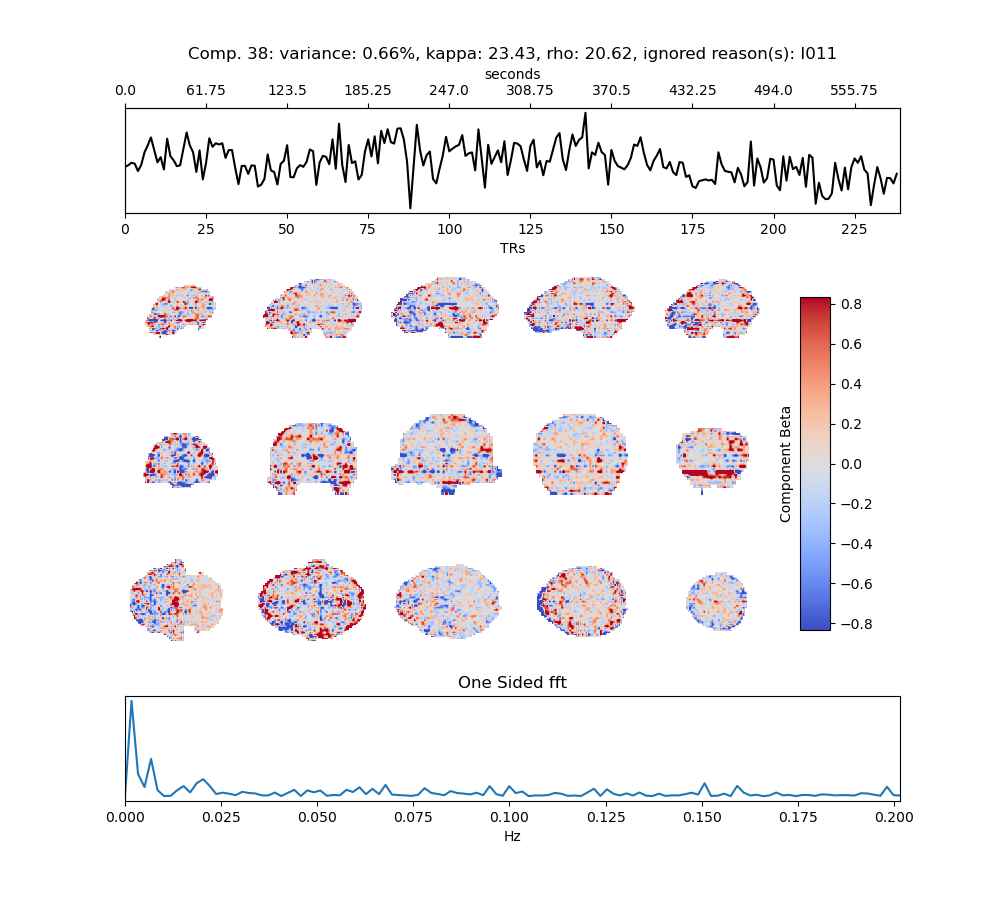 Comp. 38: variance: 0.66%, kappa: 23.43, rho: 20.62, ignored reason(s): I011
seconds
0.0 61.75 123.5 185.25 247.0 308.75 370.5 432.25 494.0 555.75
0 25 50 75 100 125 150 175 200 225
TRs
0.8
0.6
0.4
0.2
0.0
−0.2
−0.4
−0.6
−0.8
Component Beta
One Sided fft
0.000 0.025 0.050 0.075 0.100 0.125 0.150 0.175 0.200
Hz